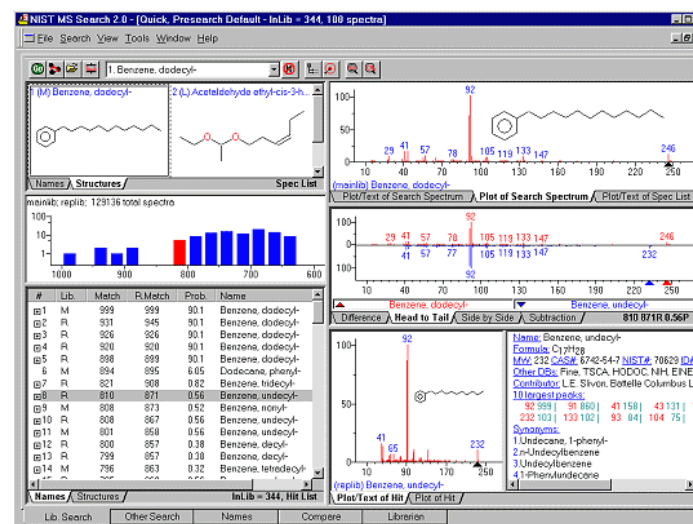 NIST MS Search 2.0 - [Quick, Presearch Default - InLib = 344, 100 spectra]
File Search View Tools Window Help
1. Benzene, dodecyl-
1 (M) Benzene, dodecyl-
2 (L) Acetaldehyde ethyl-cis-3-h...
Names Structures Spec List
mainlib; replib; 129136 total spectra
100-
10-
1-
1000 900 800 700 600
# Lib. Match R.Match Prob. Name
1 M 999 999 90.1 Benzene, dodecyl-
2 R 931 945 90.1 Benzene, dodecyl-
3 R 926 926 90.1 Benzene, dodecyl-
4 R 920 920 90.1 Benzene, dodecyl-
5 R 898 899 90.1 Benzene, dodecyl-
6 M 894 895 6.05 Dodecane, phenyl-
7 R 821 908 0.82 Benzene, tridecyl-
8 R 810 871 0.56 Benzene, undecyl-
9 M 808 873 0.52 Benzene, nonyl-
10 R 808 867 0.56 Benzene, undecyl-
11 M 801 858 0.56 Benzene, undecyl-
12 R 800 857 0.38 Benzene, decyl-
13 R 799 857 0.38 Benzene, decyl-
14 M 796 863 0.32 Benzene, tetradecyl-
Names Structures InLib = 344, Hit List
100-
50-
0
92
29 41 57 78 105 119 133 147 246
10 40 70 100 130 160 190 220 250
(mainlib) Benzene, dodecyl-
Plot/Text of Search Spectrum Plot of Search Spectrum Plot/Text of Spec List
100-
0
100-
92
29 41 57 78 105 119 133 147 246
41 57 77 105 119 133 147 232
92
10 40 70 100 130 160 190 220 250
Benzene, dodecyl- Benzene, undecyl-
Difference Head to Tail Side by Side Subtraction 810 871R 0.56P
100-
50-
0
92
41 65 232
10 90 170 250
(replib) Benzene, undecyl-
Plot/Text of Hit Plot of Hit
Name: Benzene, undecyl-
Formula: C17H28
MW: 232 CAS#: 6742-54-7 NIST#: 70629 ID#
Other DBs: Fine, TSCA, HODOC, NIH, EINE
Contributor: L.E. Slivon, Battelle Columbus L
10 largest peaks:
92 999 | 91 860 | 41 158 | 43 131 |
232 103 | 133 102 | 93 84 | 104 75 |
Synonyms:
1.Undecane, 1-phenyl-
2.n-Undecylbenzene
3.Undecylbenzene
4.1-Phenylundecane
Lib. Search Other Search Names Compare Librarian